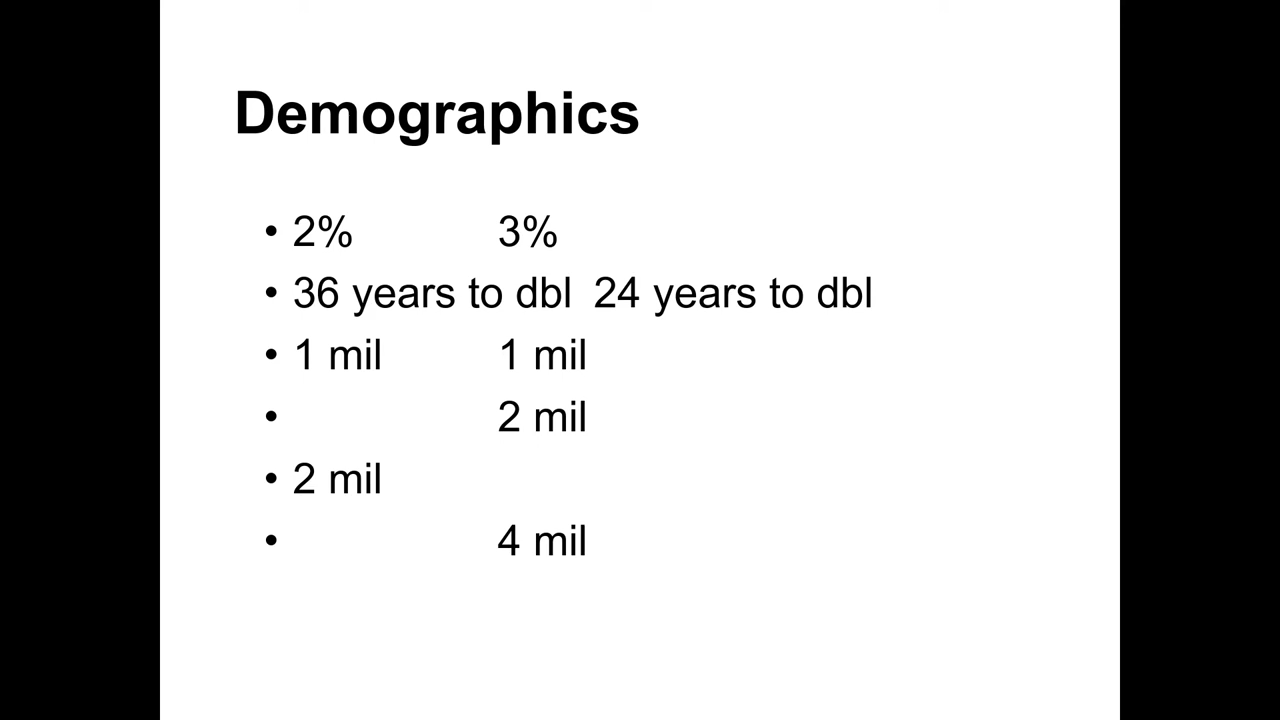 Demographics
• 2% 3%
• 36 years to dbl 24 years to dbl
• 1 mil 1 mil
• 2 mil
• 2 mil
• 4 mil